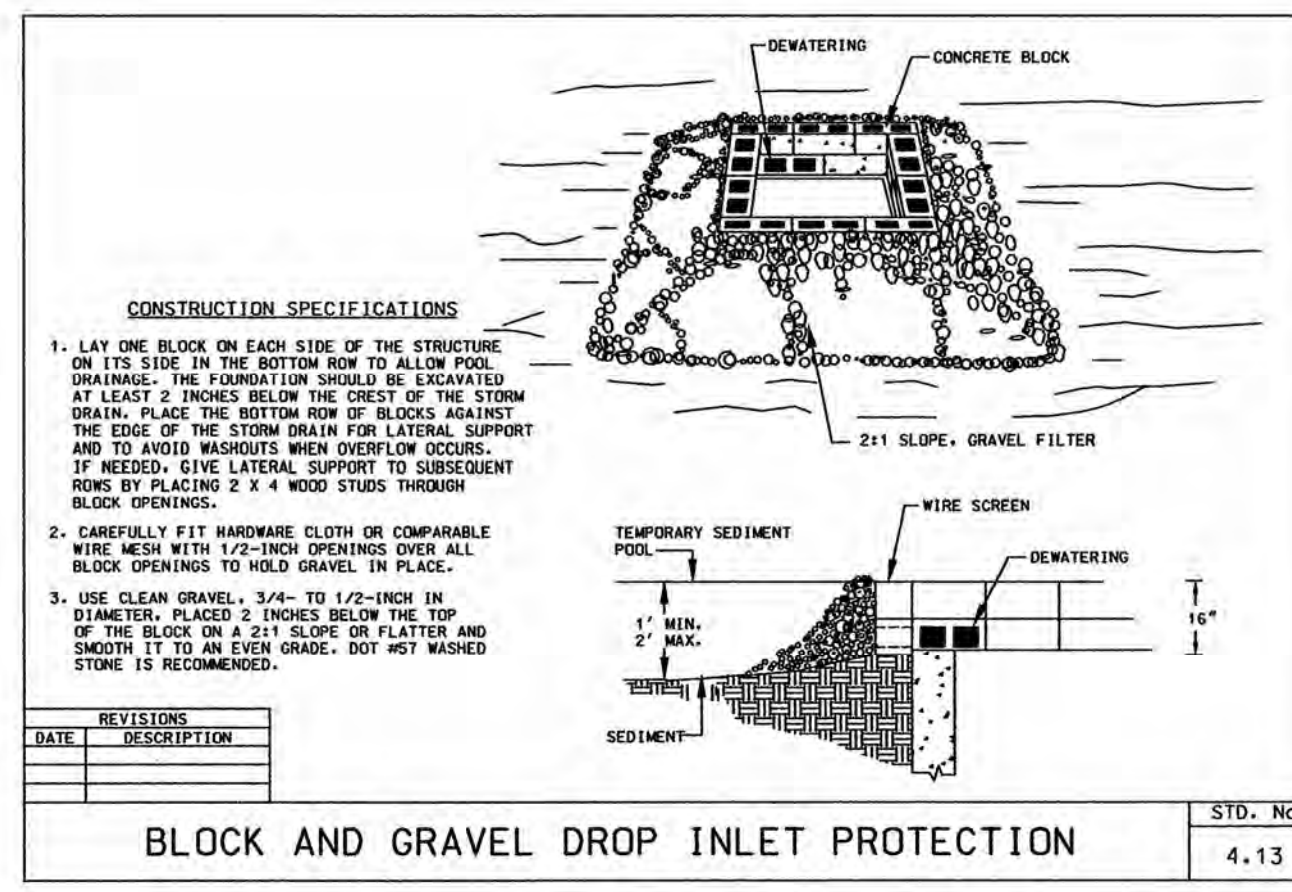 DEWATERING
CONCRETE BLOCK
2:1 SLOPE, GRAVEL FILTER
CONSTRUCTION SPECIFICATIONS
1. LAY ONE BLOCK ON EACH SIDE OF THE STRUCTURE
ON ITS SIDE IN THE BOTTOM ROW TO ALLOW POOL
DRAINAGE. THE FOUNDATION SHOULD BE EXCAVATED
AT LEAST 2 INCHES BELOW THE CREST OF THE STORM
DRAIN. PLACE THE BOTTOM ROW OF BLOCKS AGAINST
THE EDGE OF THE STORM DRAIN FOR LATERAL SUPPORT
AND TO AVOID WASHOUTS WHEN OVERFLOW OCCURS.
IF NEEDED, GIVE LATERAL SUPPORT TO SUBSEQUENT
ROWS BY PLACING 2 X 4 WOOD STUDS THROUGH
BLOCK OPENINGS.
2. CAREFULLY FIT HARDWARE CLOTH OR COMPARABLE
WIRE MESH WITH 1/2-INCH OPENINGS OVER ALL
BLOCK OPENINGS TO HOLD GRAVEL IN PLACE.
3. USE CLEAN GRAVEL, 3/4- TO 1/2-INCH IN
DIAMETER, PLACED 2 INCHES BELOW THE TOP
OF THE BLOCK ON A 2:1 SLOPE OR FLATTER AND
SMOOTH IT TO AN EVEN GRADE. DOT #57 WASHED
STONE IS RECOMMENDED.
WIRE SCREEN
TEMPORARY SEDIMENT
POOL
DEWATERING
1' MIN.
2' MAX.
16"
SEDIMENT
REVISIONS
DATE DESCRIPTION
BLOCK AND GRAVEL DROP INLET PROTECTION
STD. No
4.13